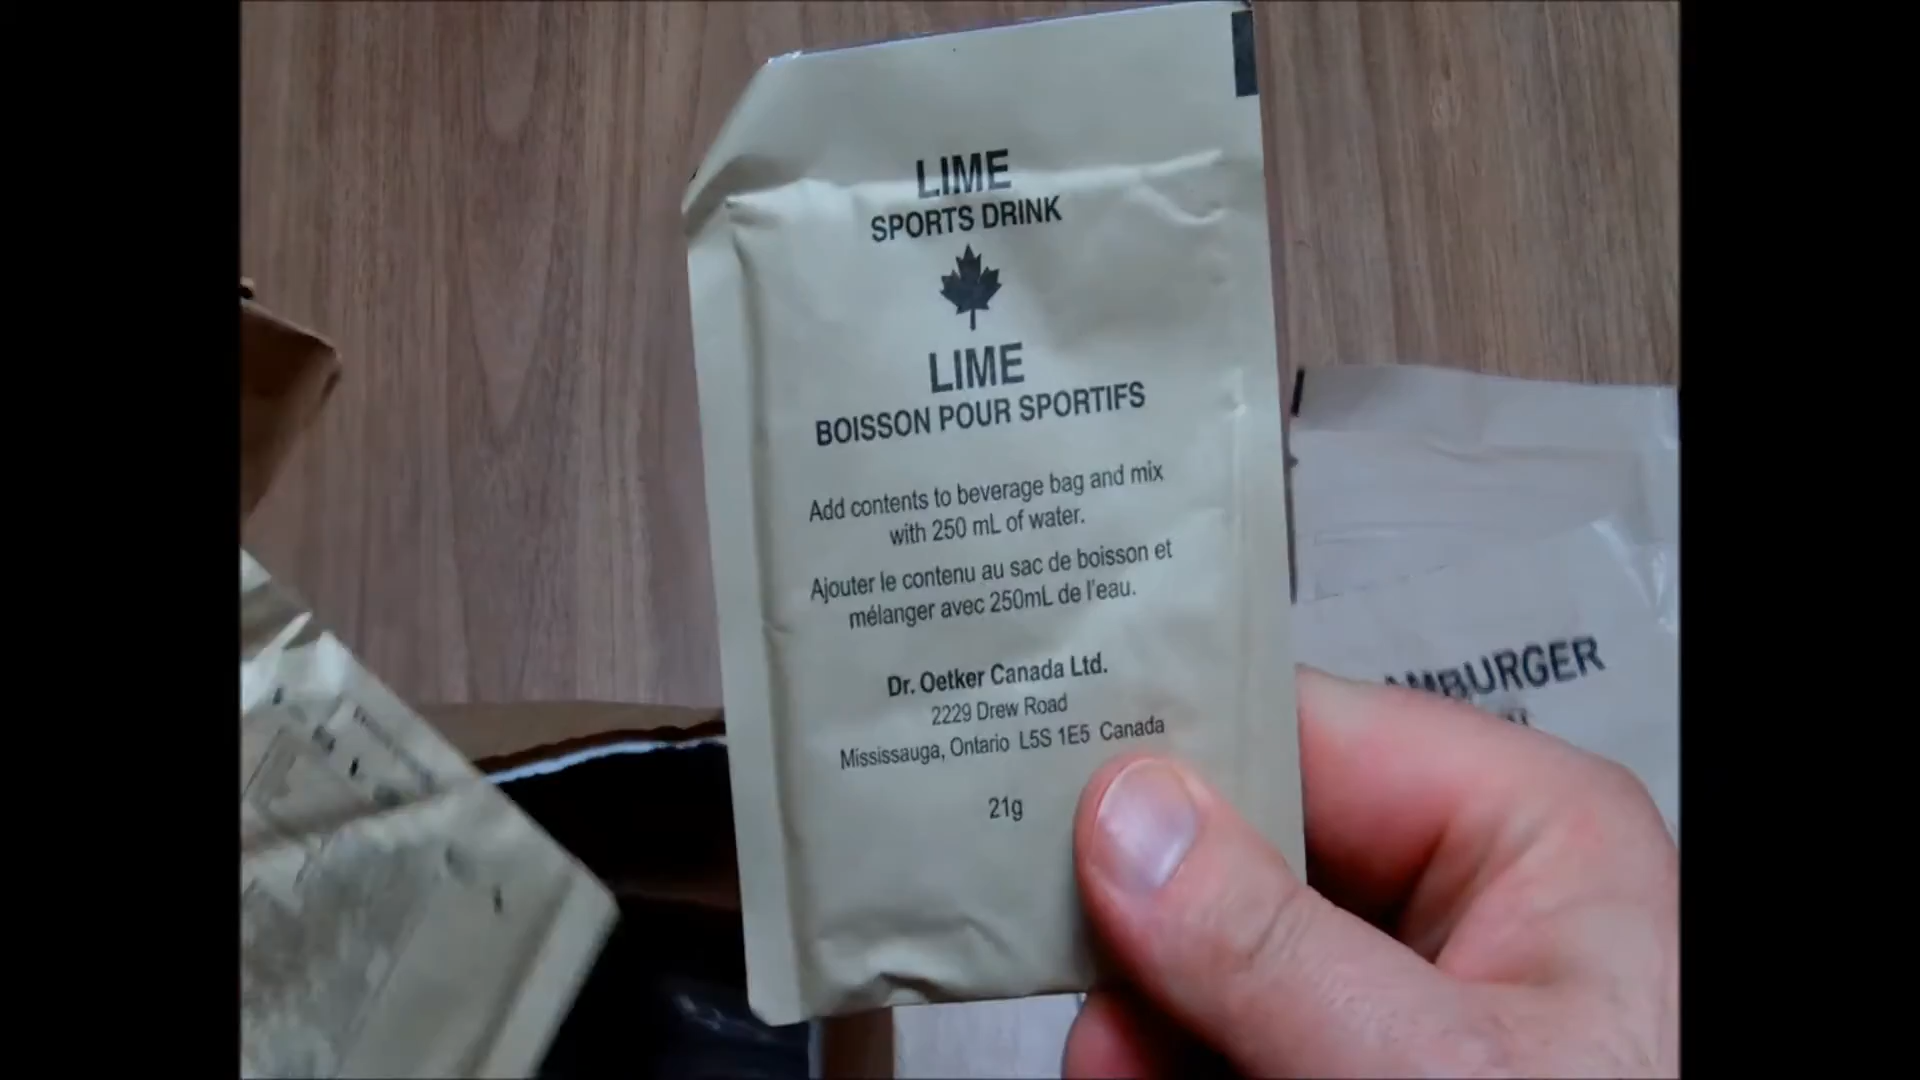 LIME
SPORTS DRINK
LIME
BOISSON POUR SPORTIFS
Add contents to beverage bag and mix
with 250 mL of water.
Ajouter le contenu au sac de boisson et
mélanger avec 250mL de l'eau.
Dr. Oetker Canada Ltd.
2229 Drew Road
Mississauga, Ontario L5S 1E5 Canada
21g